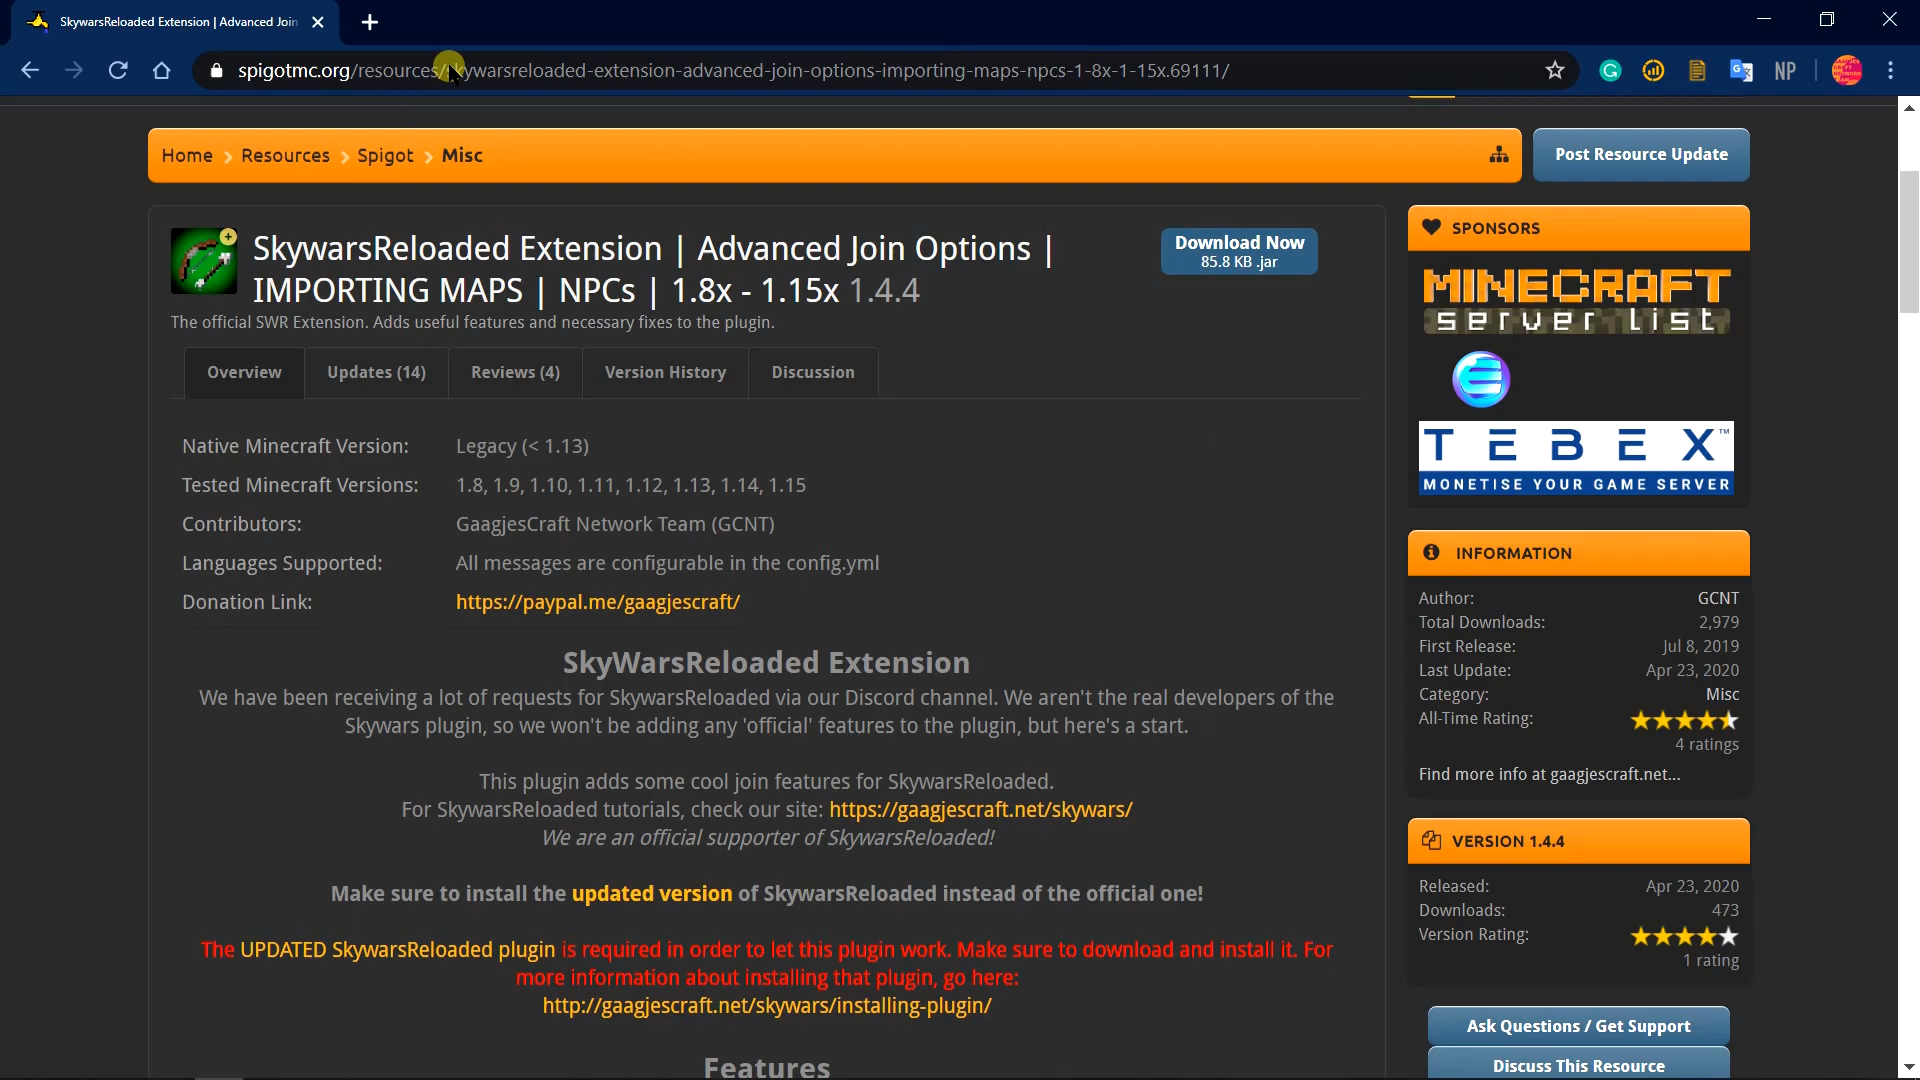 SkywarsReloaded Extension | Advanced Join
spigotmc.org/resources/skywarsreloaded-extension-advanced-join-options-importing-maps-npcs-1-8x-1-15x.69111/
NP
Home > Resources > Spigot > Misc
Post Resource Update
SkywarsReloaded Extension | Advanced Join Options |
IMPORTING MAPS | NPCs | 1.8x - 1.15x 1.4.4
The official SWR Extension. Adds useful features and necessary fixes to the plugin.
Download Now
85.8 KB .jar
Overview
Updates (14)
Reviews (4)
Version History
Discussion
Native Minecraft Version: Legacy (< 1.13)
Tested Minecraft Versions: 1.8, 1.9, 1.10, 1.11, 1.12, 1.13, 1.14, 1.15
Contributors: GaagjesCraft Network Team (GCNT)
Languages Supported: All messages are configurable in the config.yml
Donation Link: https://paypal.me/gaagjescraft/
SkyWarsReloaded Extension
We have been receiving a lot of requests for SkywarsReloaded via our Discord channel. We aren't the real developers of the
Skywars plugin, so we won't be adding any 'official' features to the plugin, but here's a start.
This plugin adds some cool join features for SkywarsReloaded.
For SkywarsReloaded tutorials, check our site: https://gaagjescraft.net/skywars/
We are an official supporter of SkywarsReloaded!
Make sure to install the updated version of SkywarsReloaded instead of the official one!
The UPDATED SkywarsReloaded plugin is required in order to let this plugin work. Make sure to download and install it. For
more information about installing that plugin, go here:
http://gaagjescraft.net/skywars/installing-plugin/
Features
SPONSORS
MINECRAFT
server list
TEBEX™
MONETISE YOUR GAME SERVER
INFORMATION
Author: GCNT
Total Downloads: 2,979
First Release: Jul 8, 2019
Last Update: Apr 23, 2020
Category: Misc
All-Time Rating:
4 ratings
Find more info at gaagjescraft.net...
VERSION 1.4.4
Released: Apr 23, 2020
Downloads: 473
Version Rating:
1 rating
Ask Questions / Get Support
Discuss This Resource